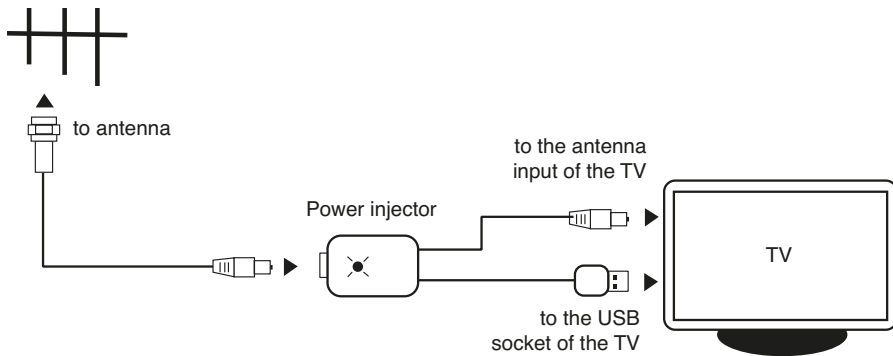 to antenna
to the antenna
input of the TV
Power injector
TV
to the USB
socket of the TV